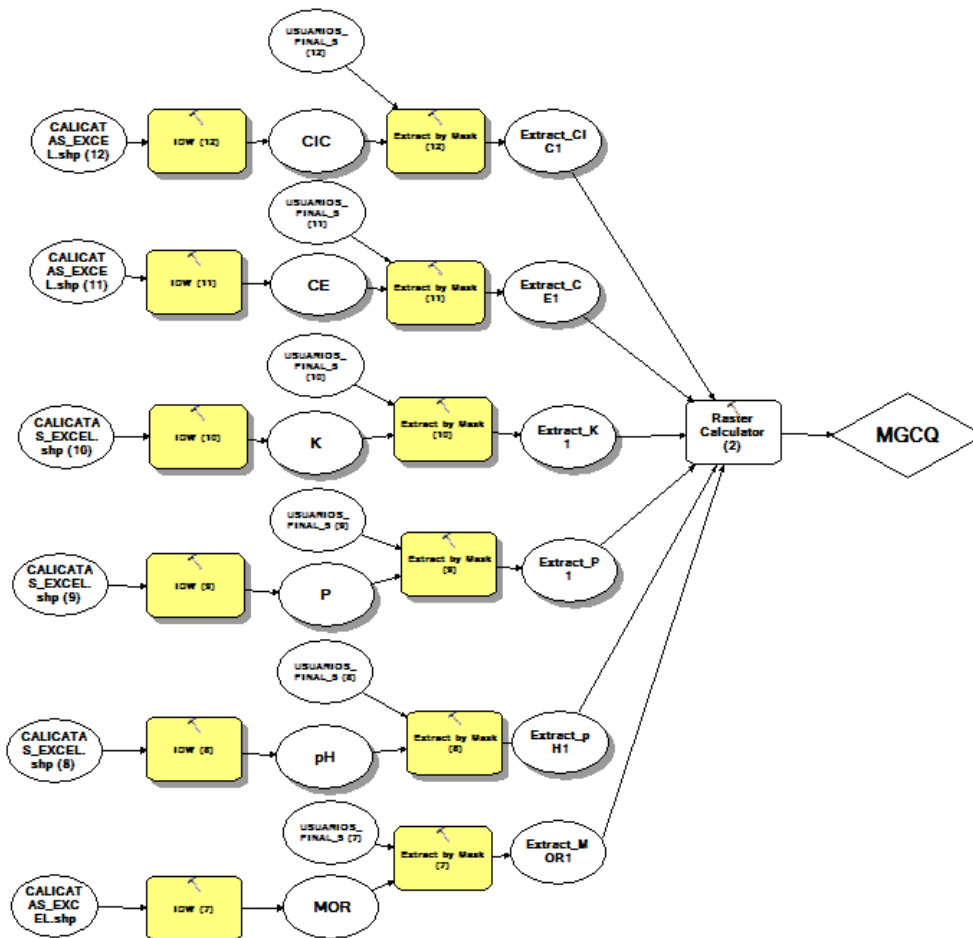 USUARIOS_
FINAL_S
(12)
CALICAT
AS_EXCE
L.shp (12)
IDW (12)
CIC
Extract by Mask
(12)
Extract_CI
C1
USUARIOS_
FINAL_S
(11)
CALICAT
AS_EXCE
L.shp (11)
IDW (11)
CE
Extract by Mask
(11)
Extract_C
E1
USUARIOS_
FINAL_S
(10)
CALICATA
S_EXCEL.
shp (10)
IDW (10)
K
Extract by Mask
(10)
Extract_K
1
Raster
Calculator
(2)
MGCQ
USUARIOS_
FINAL_S (9)
CALICATA
S_EXCEL.
shp (9)
IDW (9)
P
Extract by Mask
(9)
Extract_P
1
USUARIOS_
FINAL_S (8)
CALICATA
S_EXCEL.
shp (8)
IDW (8)
pH
Extract by Mask
(8)
Extract_p
H1
USUARIOS_
FINAL_S (7)
CALICAT
AS_EXC
EL.shp
IDW (7)
MOR
Extract by Mask
(7)
Extract_M
OR1